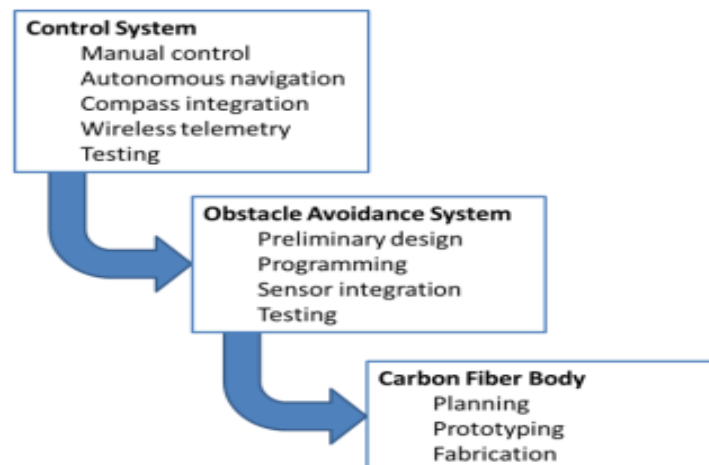 Control System
Manual control
Autonomous navigation
Compass integration
Wireless telemetry
Testing
Obstacle Avoidance System
Preliminary design
Programming
Sensor integration
Testing
Carbon Fiber Body
Planning
Prototyping
Fabrication